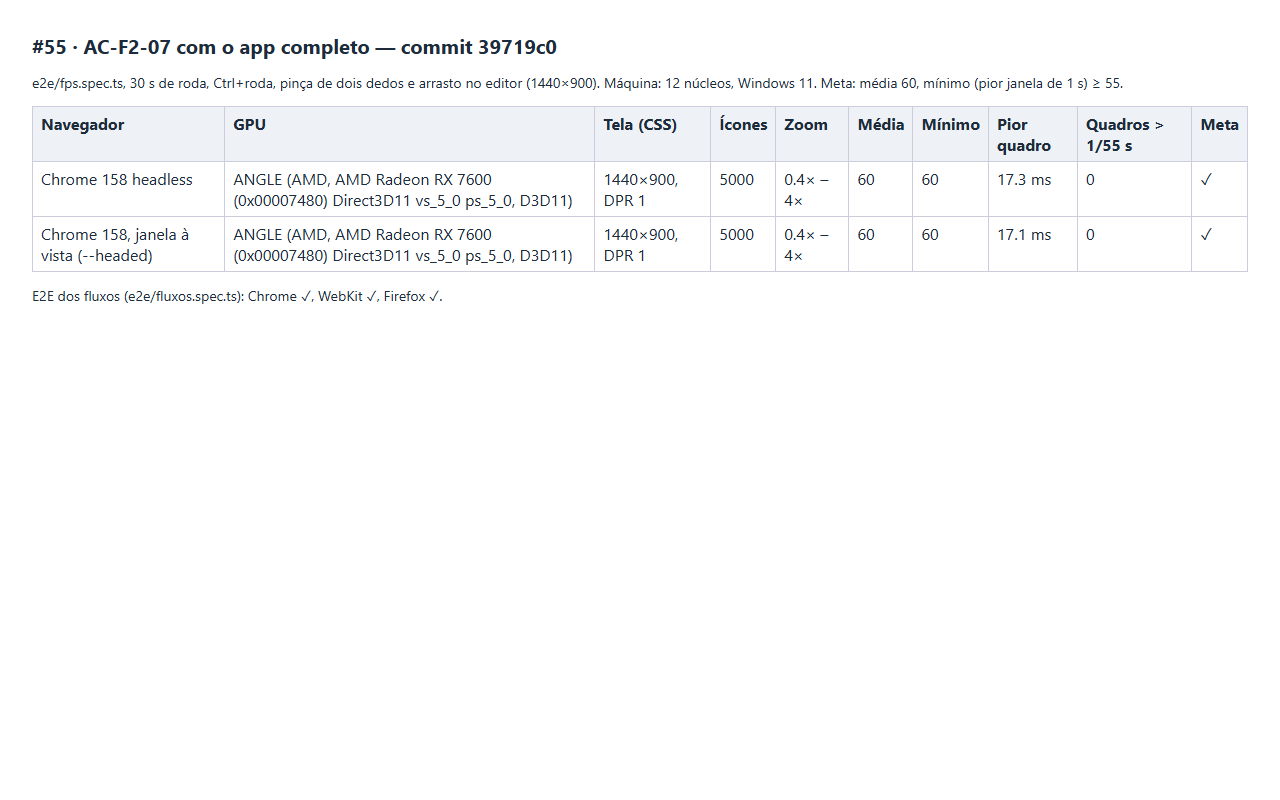 #55 · AC-F2-07 com o app completo — commit 39719c0
e2e/fps.spec.ts, 30 s de roda, Ctrl+roda, pinça de dois dedos e arrasto no editor (1440×900). Máquina: 12 núcleos, Windows 11. Meta: média 60, mínimo (pior janela de 1 s) ≥ 55.
Navegador GPU Tela (CSS) Ícones Zoom Média Mínimo Pior quadro Quadros > 1/55 s Meta
Chrome 158 headless ANGLE (AMD, AMD Radeon RX 7600 (0x00007480) Direct3D11 vs_5_0 ps_5_0, D3D11) 1440×900, DPR 1 5000 0.4× – 4× 60 60 17.3 ms 0 ✓
Chrome 158, janela à vista (--headed) ANGLE (AMD, AMD Radeon RX 7600 (0x00007480) Direct3D11 vs_5_0 ps_5_0, D3D11) 1440×900, DPR 1 5000 0.4× – 4× 60 60 17.1 ms 0 ✓
E2E dos fluxos (e2e/fluxos.spec.ts): Chrome ✓, WebKit ✓, Firefox ✓.